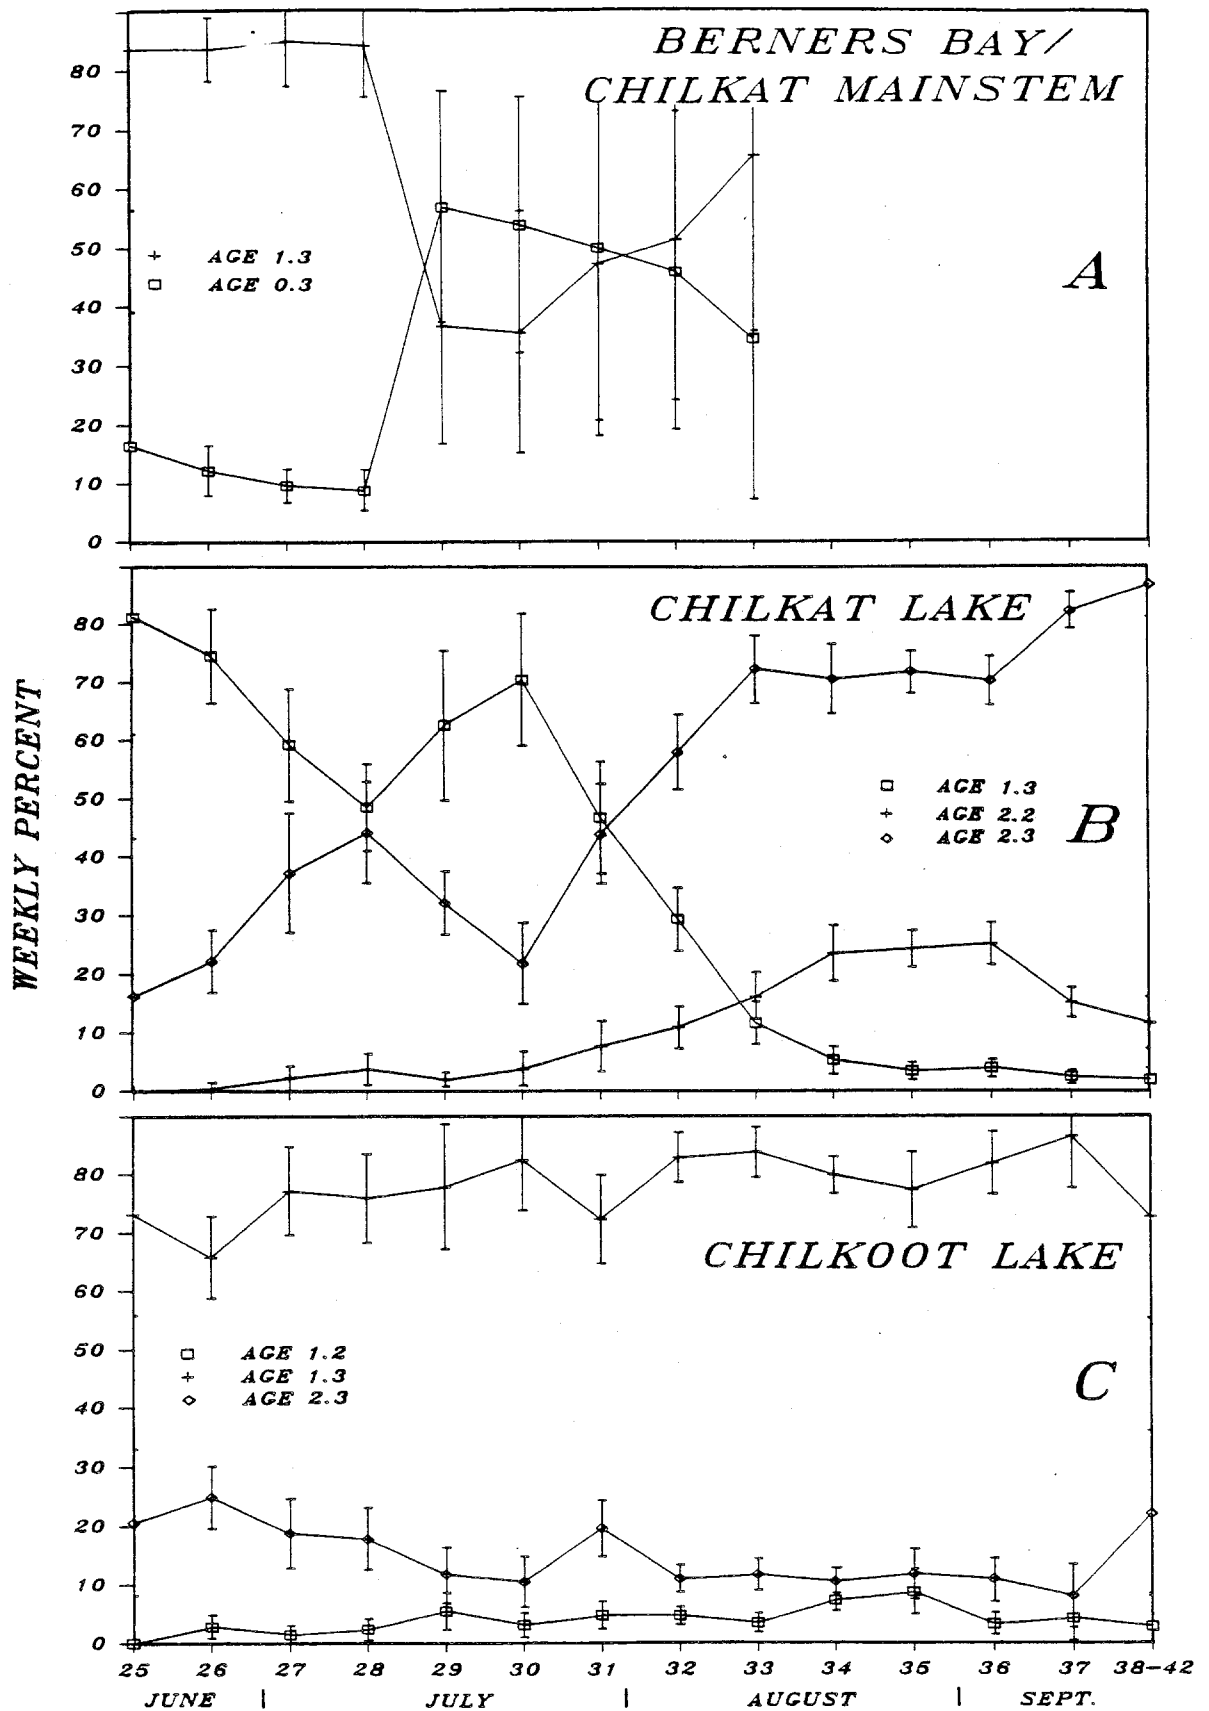 BERNERS BAY/
CHILKAT MAINSTEM
80
70
60
50
40
30
20
10
0
+ AGE 1.3
AGE 0.3
A
CHILKAT LAKE
80
70
60
50
40
30
20
10
0
AGE 1.3
+ AGE 2.2
AGE 2.3
B
WEEKLY PERCENT
CHILKOOT LAKE
80
70
60
50
40
30
20
10
0
AGE 1.2
+ AGE 1.3
AGE 2.3
C
25 26 27 28 29 30 31 32 33 34 35 36 37 38-42
JUNE | JULY | AUGUST | SEPT.